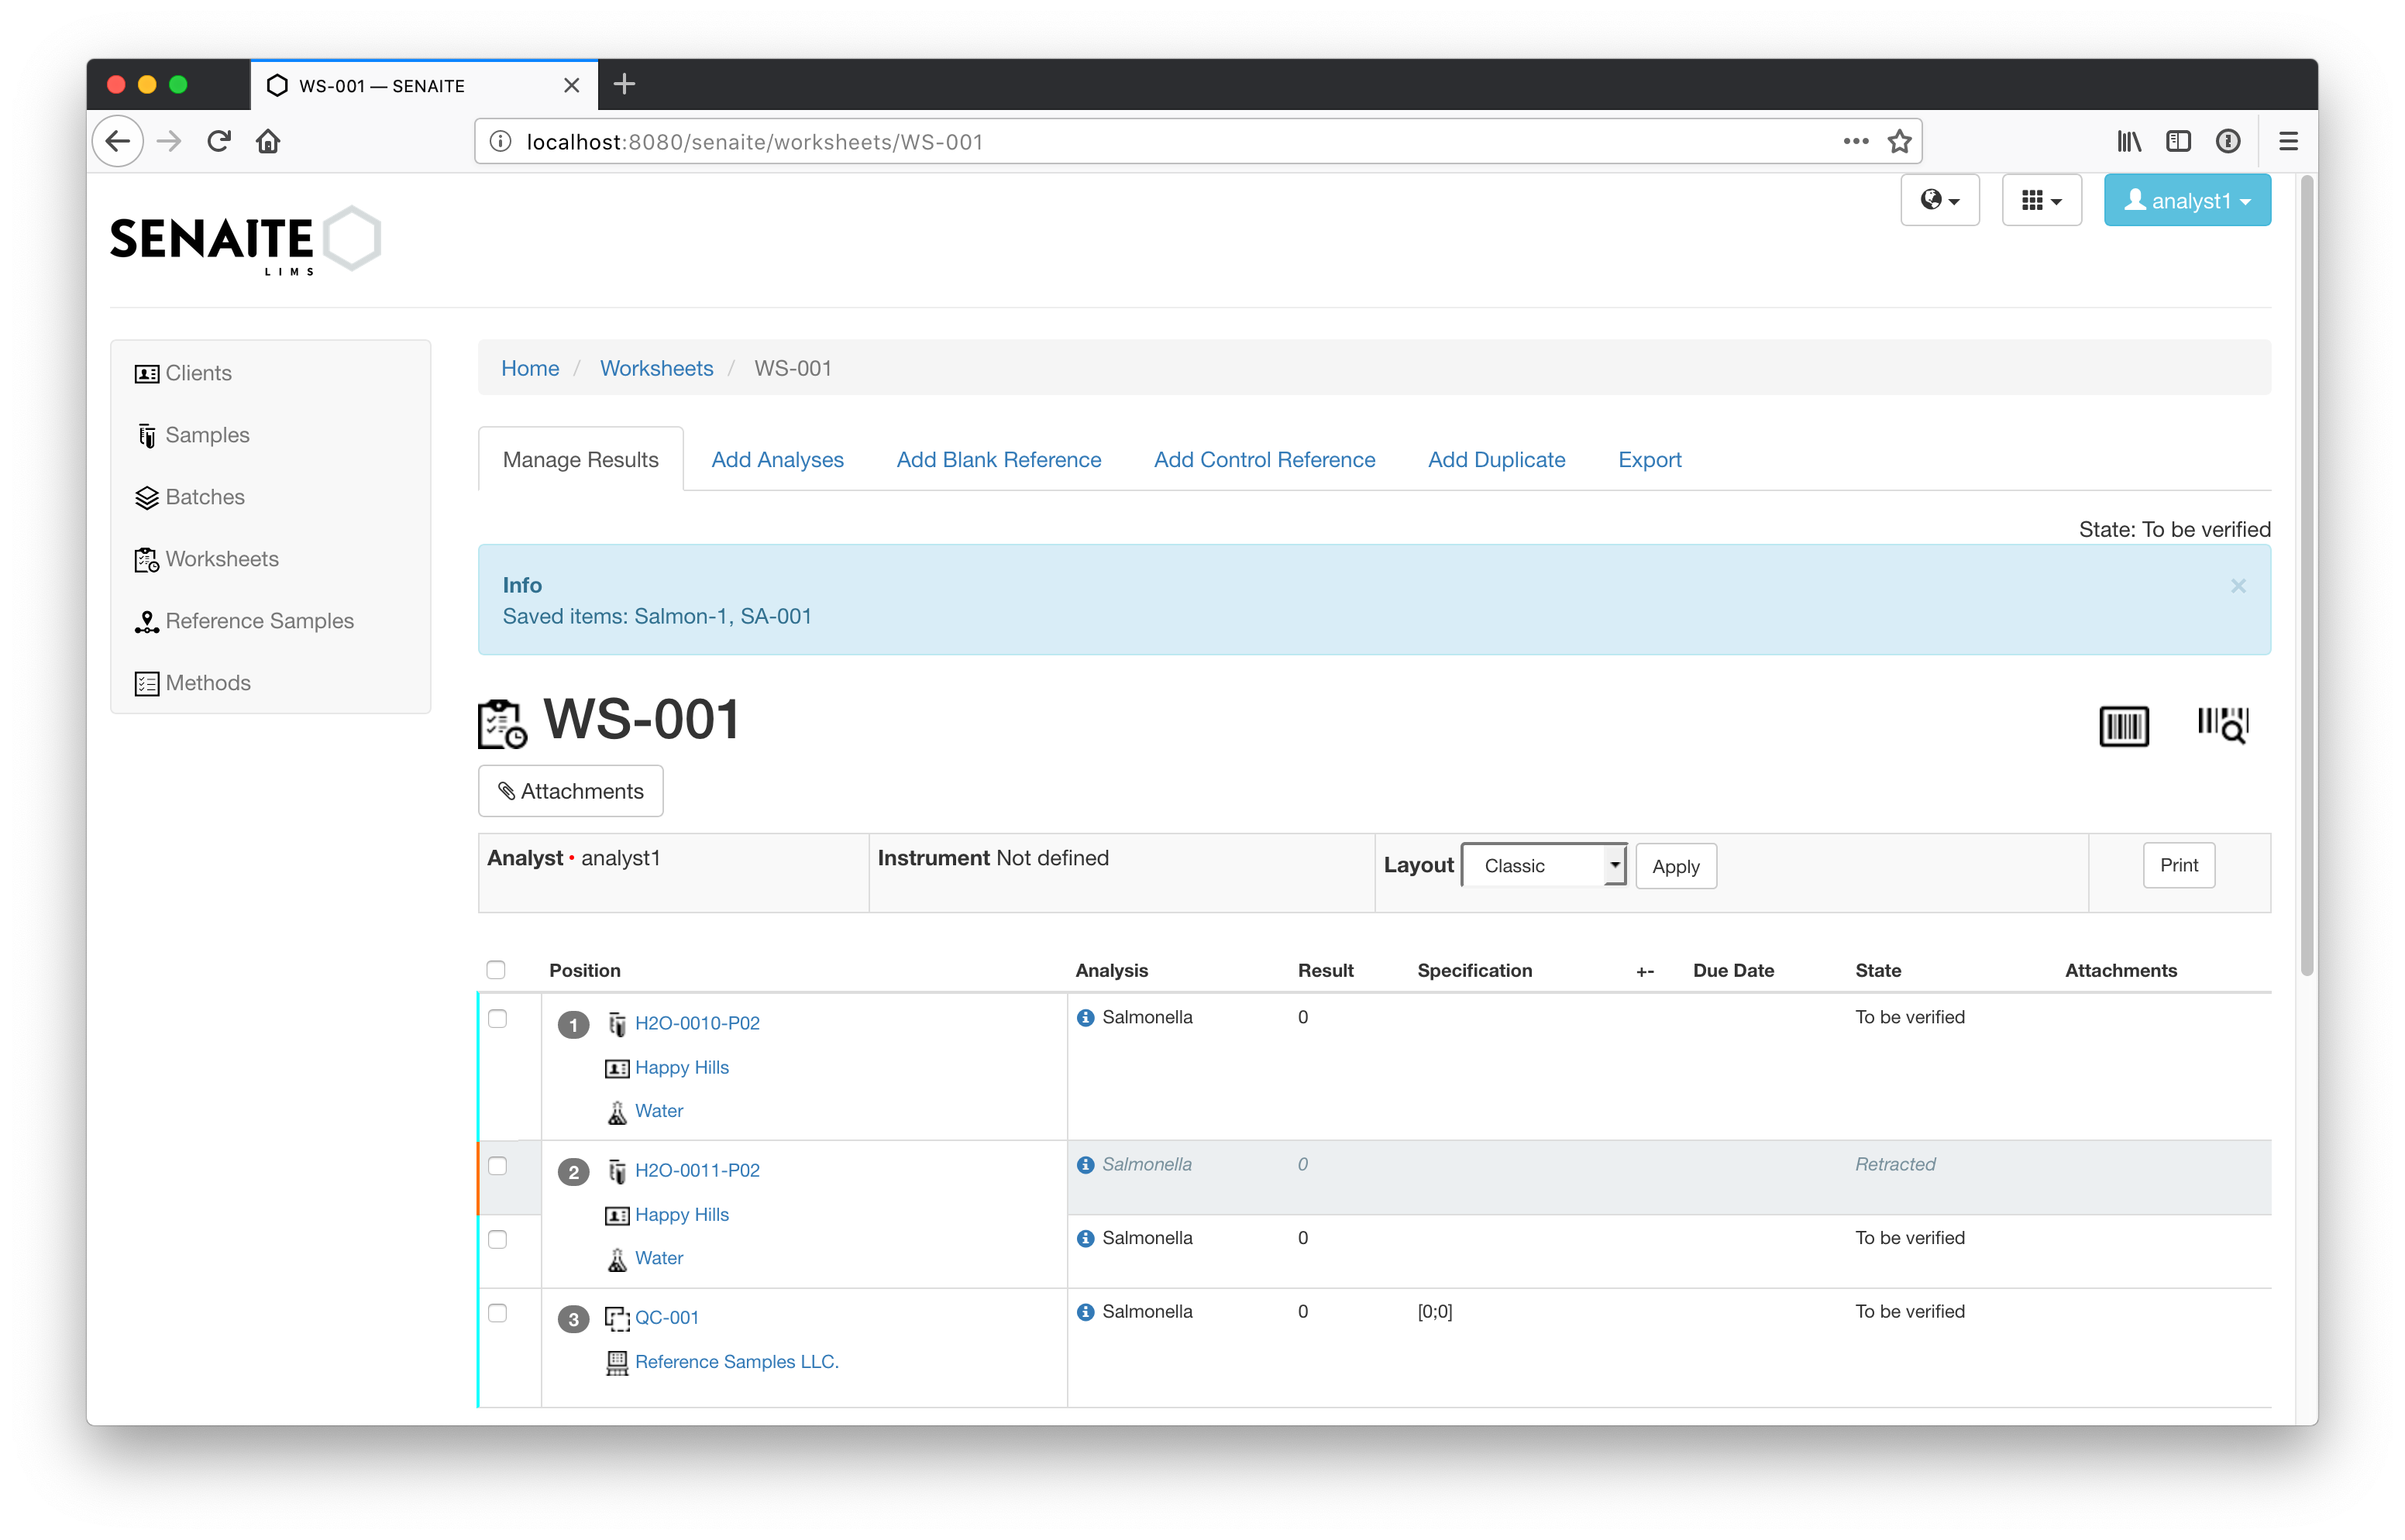 WS-001 — SENAITE
localhost:8080/senaite/worksheets/WS-001
analyst1
SENAITE
LIMS
Clients
Samples
Batches
Worksheets
Reference Samples
Methods
Home / Worksheets / WS-001
Manage Results Add Analyses Add Blank Reference Add Control Reference Add Duplicate Export
State: To be verified
Info
Saved items: Salmon-1, SA-001
WS-001
Attachments
Analyst • analyst1 Instrument Not defined Layout Classic Apply Print
Position Analysis Result Specification +- Due Date State Attachments
1 H2O-0010-P02 Salmonella 0 To be verified
Happy Hills
Water
2 H2O-0011-P02 Salmonella 0 Retracted
Happy Hills
Salmonella 0 To be verified
Water
3 QC-001 Salmonella 0 [0;0] To be verified
Reference Samples LLC.